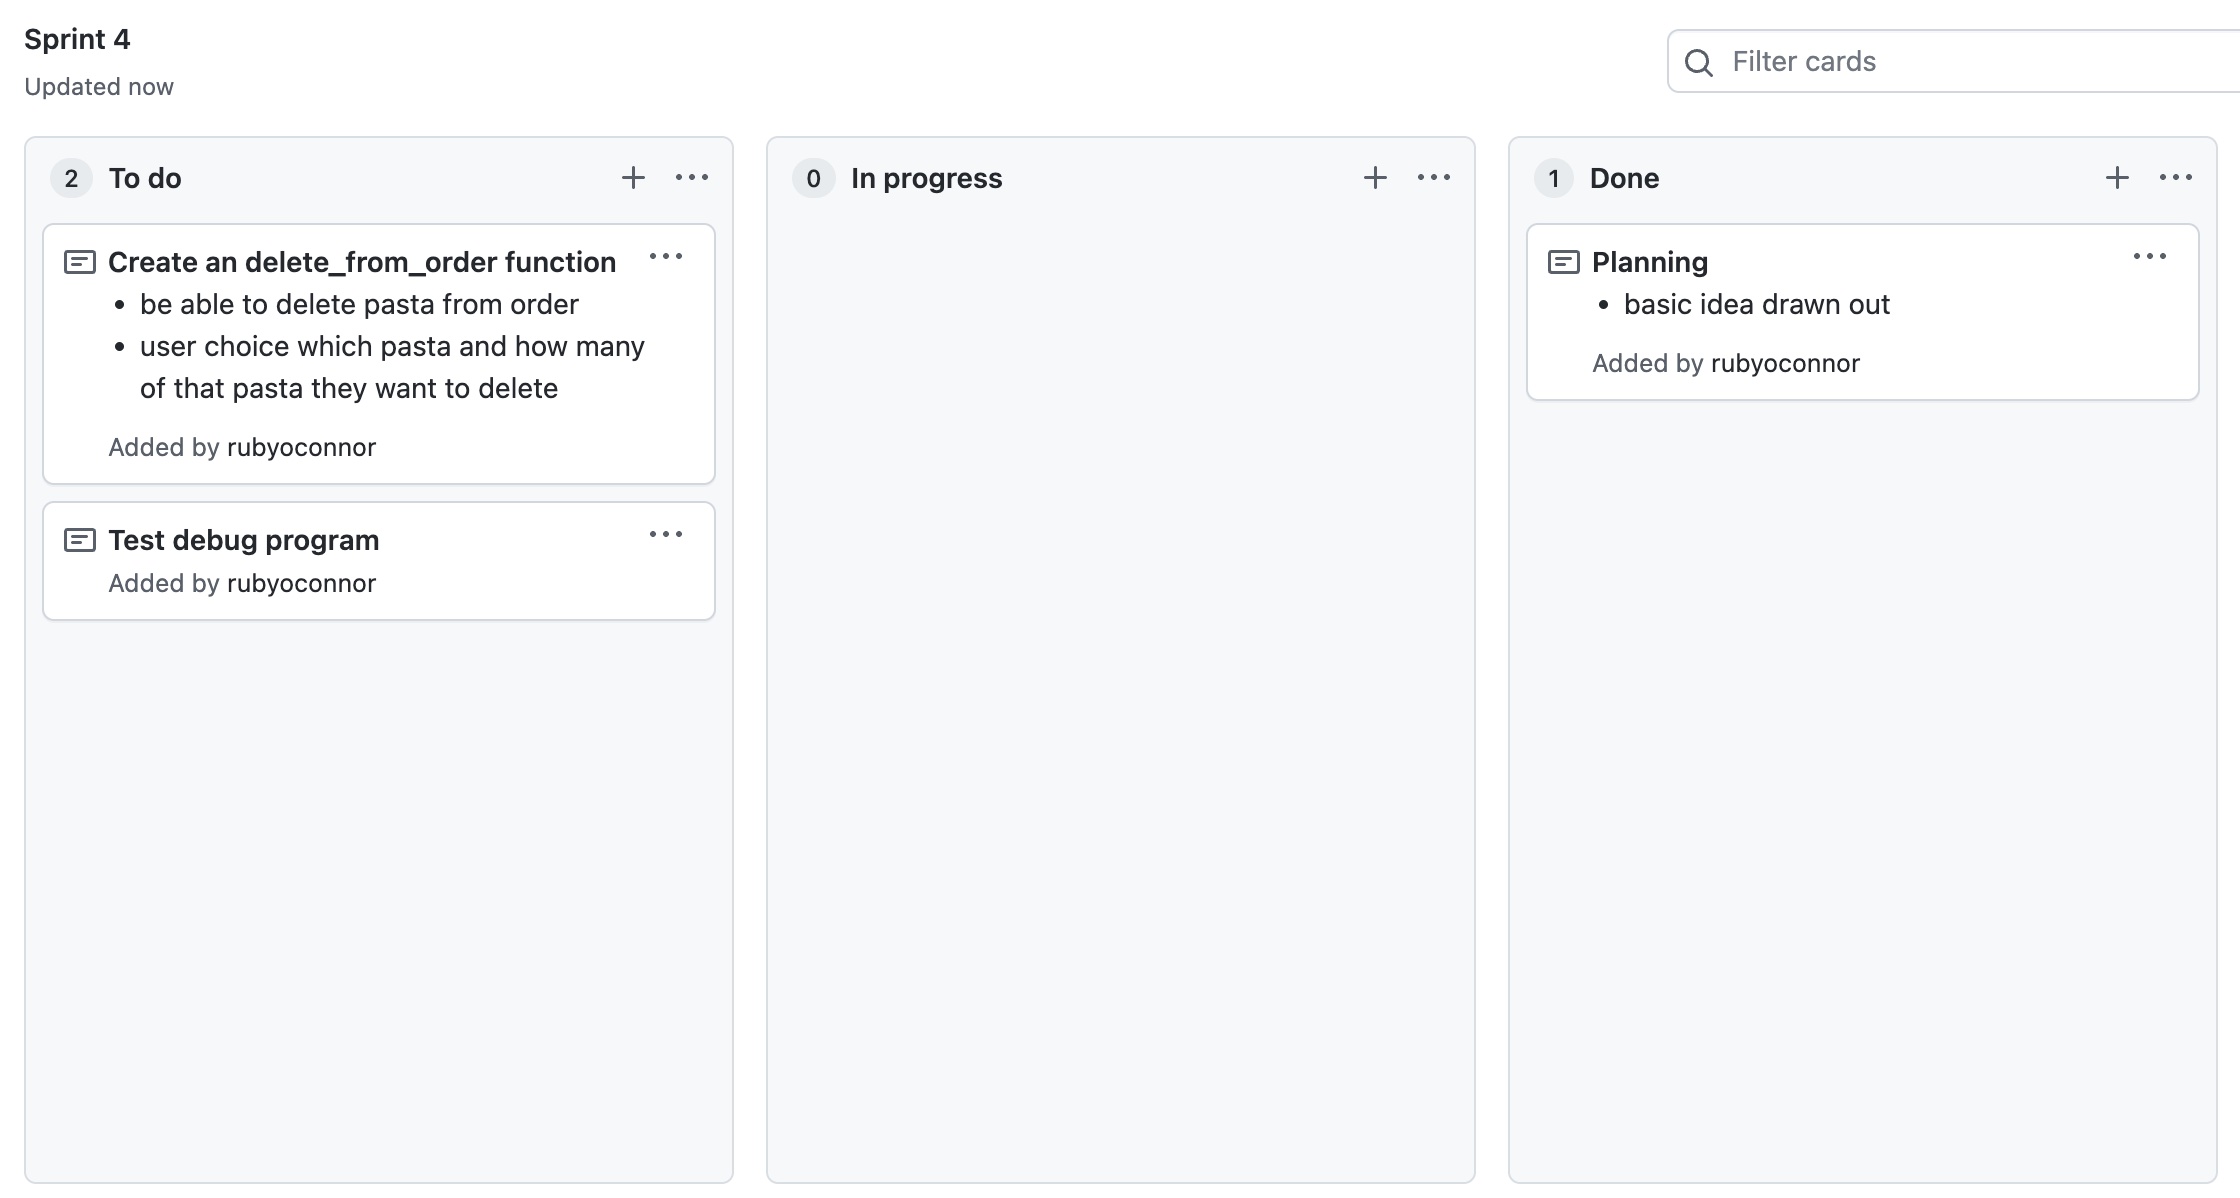 Sprint 4
Updated now
Filter cards
2 To do
Create an delete_from_order function
• be able to delete pasta from order
• user choice which pasta and how many
of that pasta they want to delete
Added by rubyoconnor
Test debug program
Added by rubyoconnor
0 In progress
1 Done
Planning
• basic idea drawn out
Added by rubyoconnor